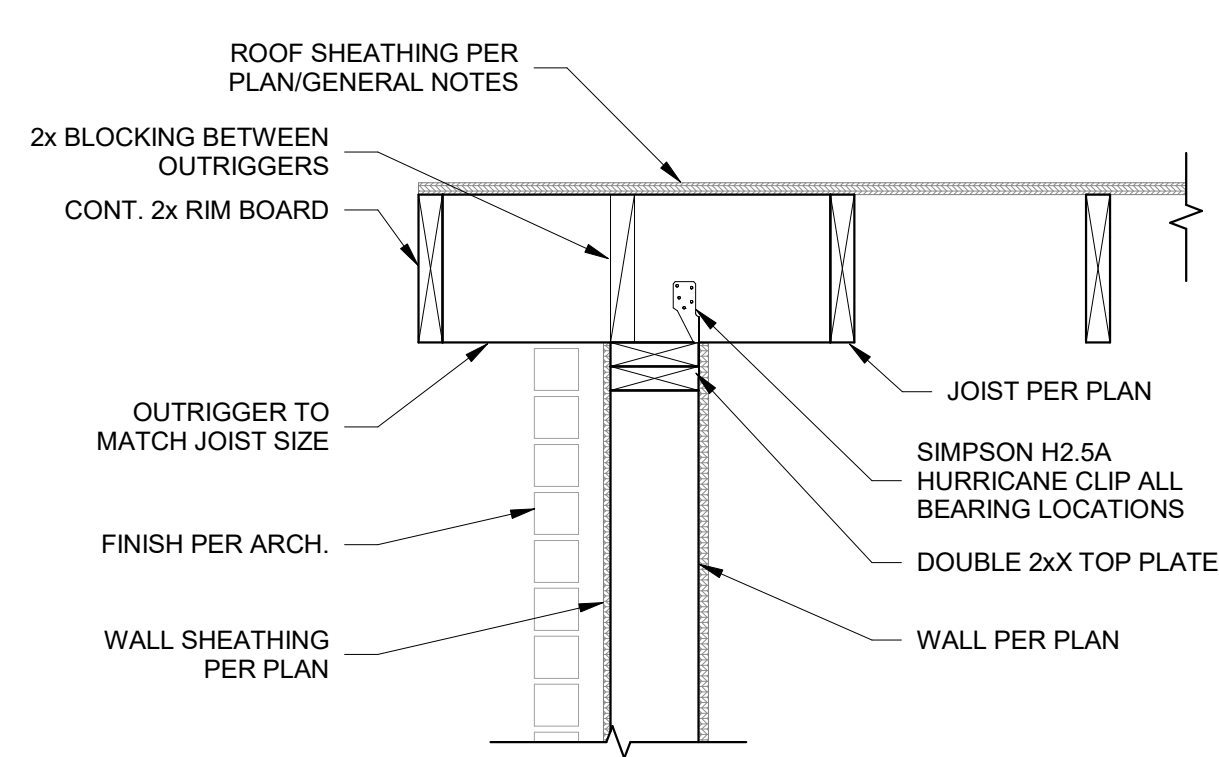 ROOF SHEATHING PER
PLAN/GENERAL NOTES
2x BLOCKING BETWEEN
OUTRIGGERS
CONT. 2x RIM BOARD
OUTRIGGER TO
MATCH JOIST SIZE
FINISH PER ARCH.
WALL SHEATHING
PER PLAN
JOIST PER PLAN
SIMPSON H2.5A
HURRICANE CLIP ALL
BEARING LOCATIONS
DOUBLE 2xX TOP PLATE
WALL PER PLAN